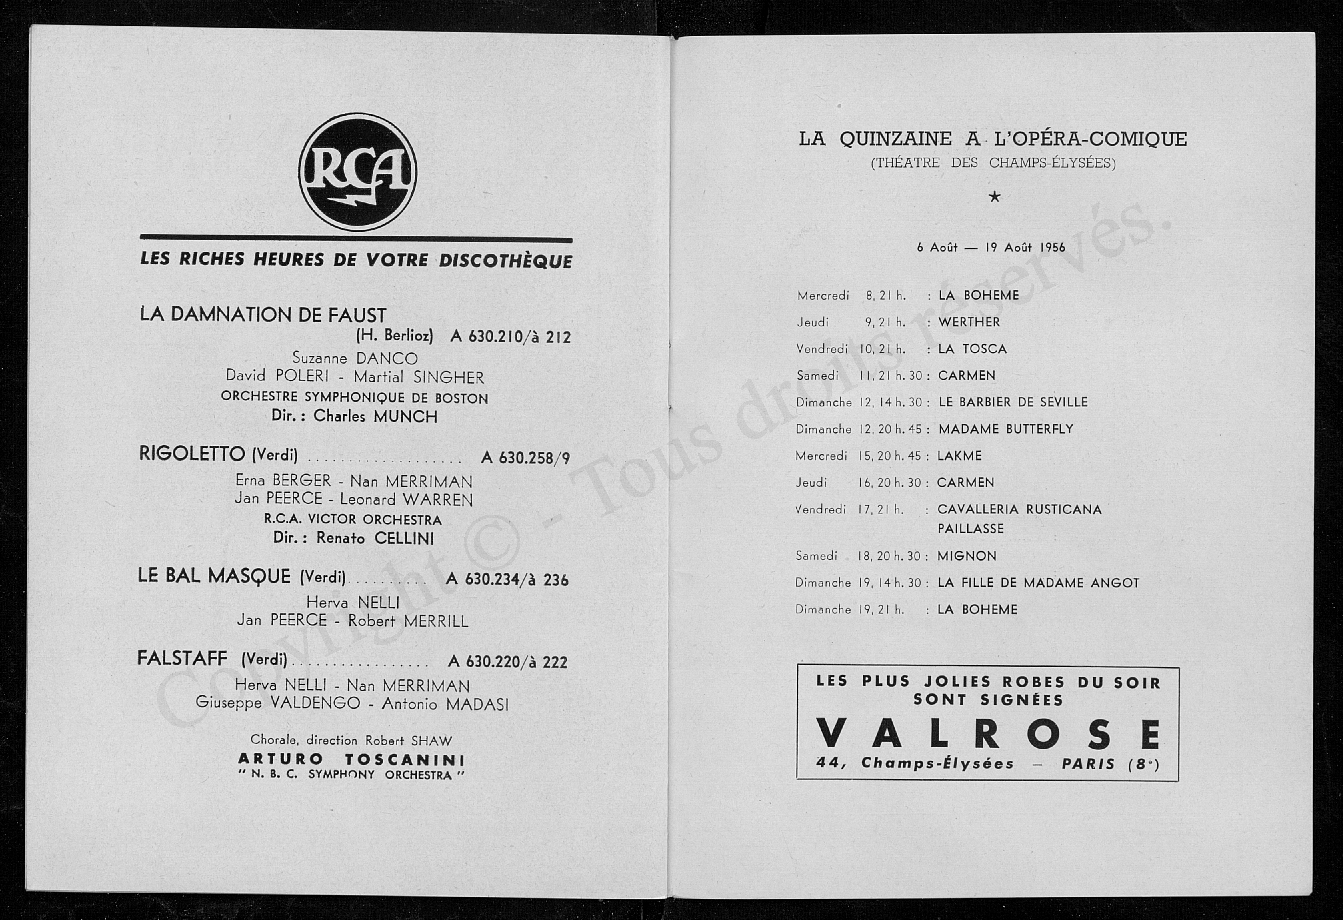 RCA
LES RICHES HEURES DE VOTRE DISCOTHÈQUE
LA DAMNATION DE FAUST
(H. Berlioz) A 630.210/à 212
Suzanne DANCO
David POLERI - Martial SINGHER
ORCHESTRE SYMPHONIQUE DE BOSTON
Dir. : Charles MUNCH
RIGOLETTO (Verdi) ................... A 630.258/9
Erna BERGER - Nan MERRIMAN
Jan PEERCE - Leonard WARREN
R.C.A. VICTOR ORCHESTRA
Dir. : Renato CELLINI
LE BAL MASQUE (Verdi).......... A 630.234/à 236
Herva NELLI
Jan PEERCE - Robert MERRILL
FALSTAFF (Verdi)................. A 630.220/à 222
Herva NELLI - Nan MERRIMAN
Giuseppe VALDENGO - Antonio MADASI
Chorale, direction Robert SHAW
ARTURO TOSCANINI
" N. B. C. SYMPHONY ORCHESTRA "
LA QUINZAINE A L'OPÉRA-COMIQUE
(THÉATRE DES CHAMPS-ÉLYSÉES)
★
6 Août — 19 Août 1956
Mercredi 8, 21 h. : LA BOHEME
Jeudi 9, 21 h. : WERTHER
Vendredi 10, 21 h. : LA TOSCA
Samedi 11, 21 h. 30 : CARMEN
Dimanche 12, 14 h. 30 : LE BARBIER DE SEVILLE
Dimanche 12, 20 h. 45 : MADAME BUTTERFLY
Mercredi 15, 20 h. 45 : LAKME
Jeudi 16, 20 h. 30 : CARMEN
Vendredi 17, 21 h. : CAVALLERIA RUSTICANA
PAILLASSE
Samedi 18, 20 h. 30 : MIGNON
Dimanche 19, 14 h. 30 : LA FILLE DE MADAME ANGOT
Dimanche 19, 21 h. : LA BOHEME
LES PLUS JOLIES ROBES DU SOIR
SONT SIGNÉES
VALROSE
44, Champs-Élysées — PARIS (8ᵉ)
Copyright © - Tous droits réservés.